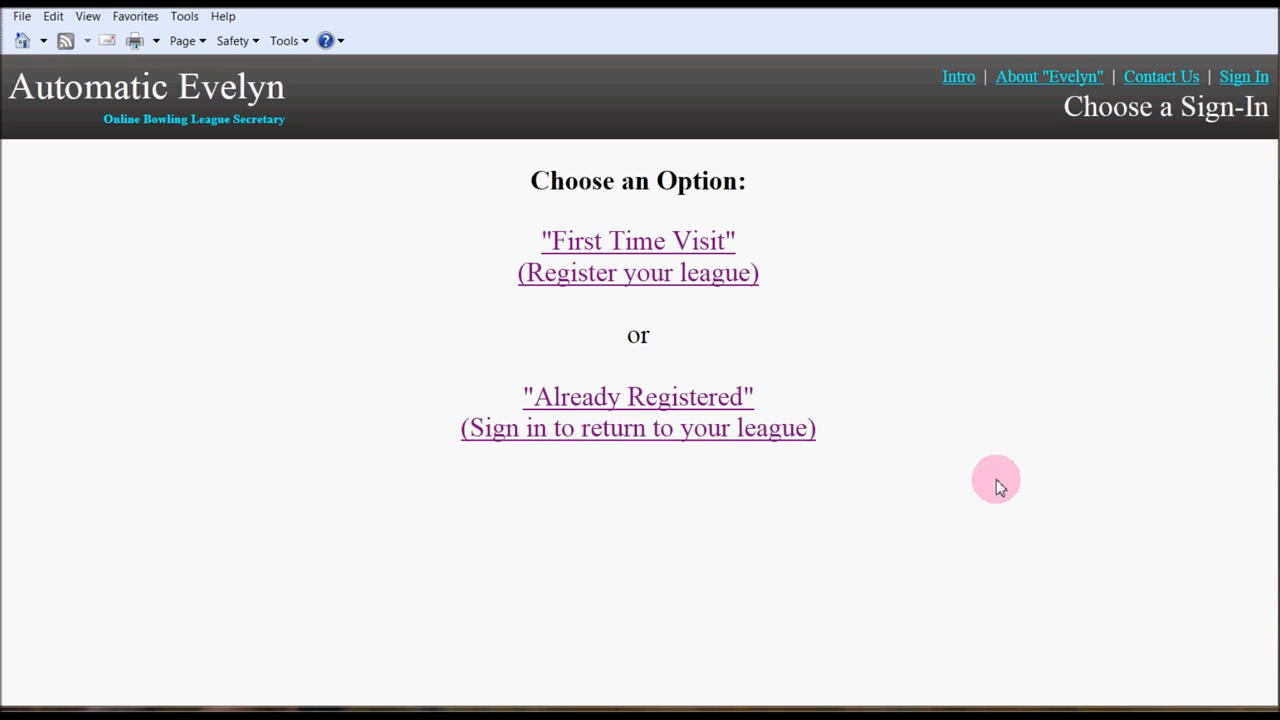 File Edit View Favorites Tools Help
Page Safety Tools
Automatic Evelyn
Online Bowling League Secretary
Intro | About "Evelyn" | Contact Us | Sign In
Choose a Sign-In
Choose an Option:
"First Time Visit"
(Register your league)
or
"Already Registered"
(Sign in to return to your league)